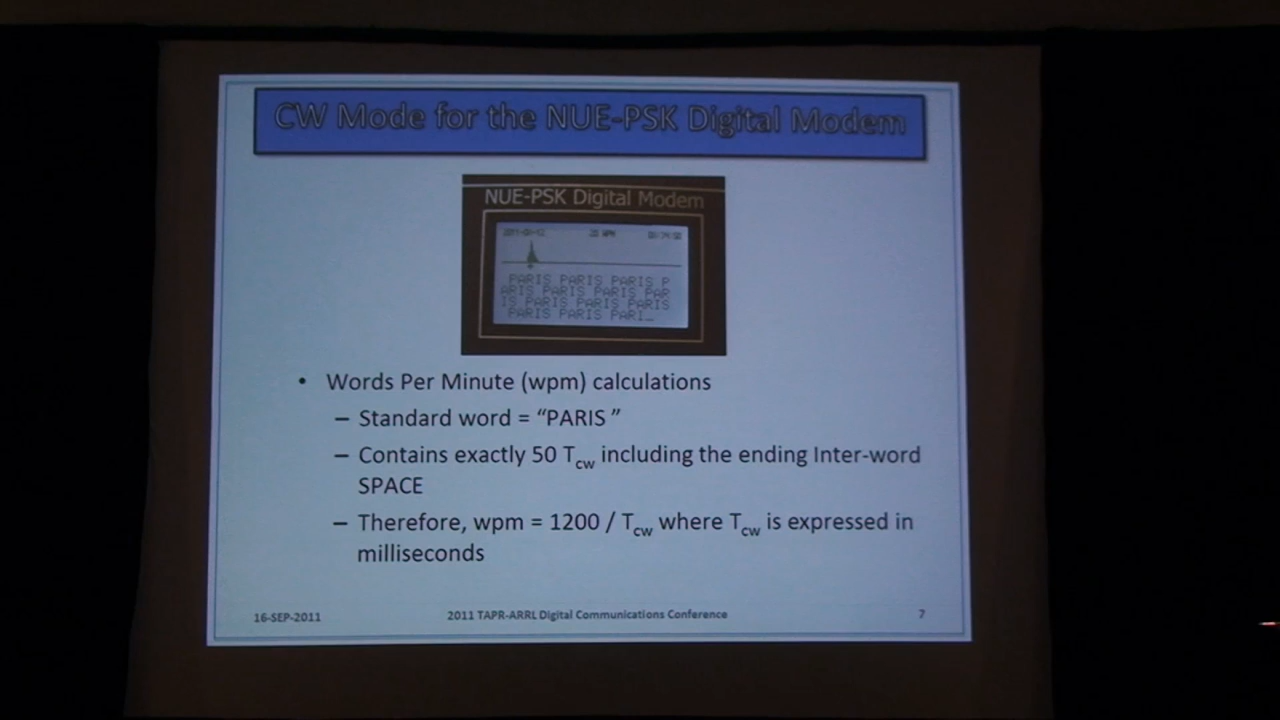 CW Mode for the NUE-PSK Digital Modem
NUE-PSK Digital Modem
PARIS PARIS PARIS P
ARIS PARIS PARIS PAR
IS PARIS PARIS PARIS
PARIS PARIS PARI_
• Words Per Minute (wpm) calculations
– Standard word = “PARIS ”
– Contains exactly 50 Tcw including the ending Inter-word
SPACE
– Therefore, wpm = 1200 / Tcw where Tcw is expressed in
milliseconds
16-SEP-2011
2011 TAPR-ARRL Digital Communications Conference
7